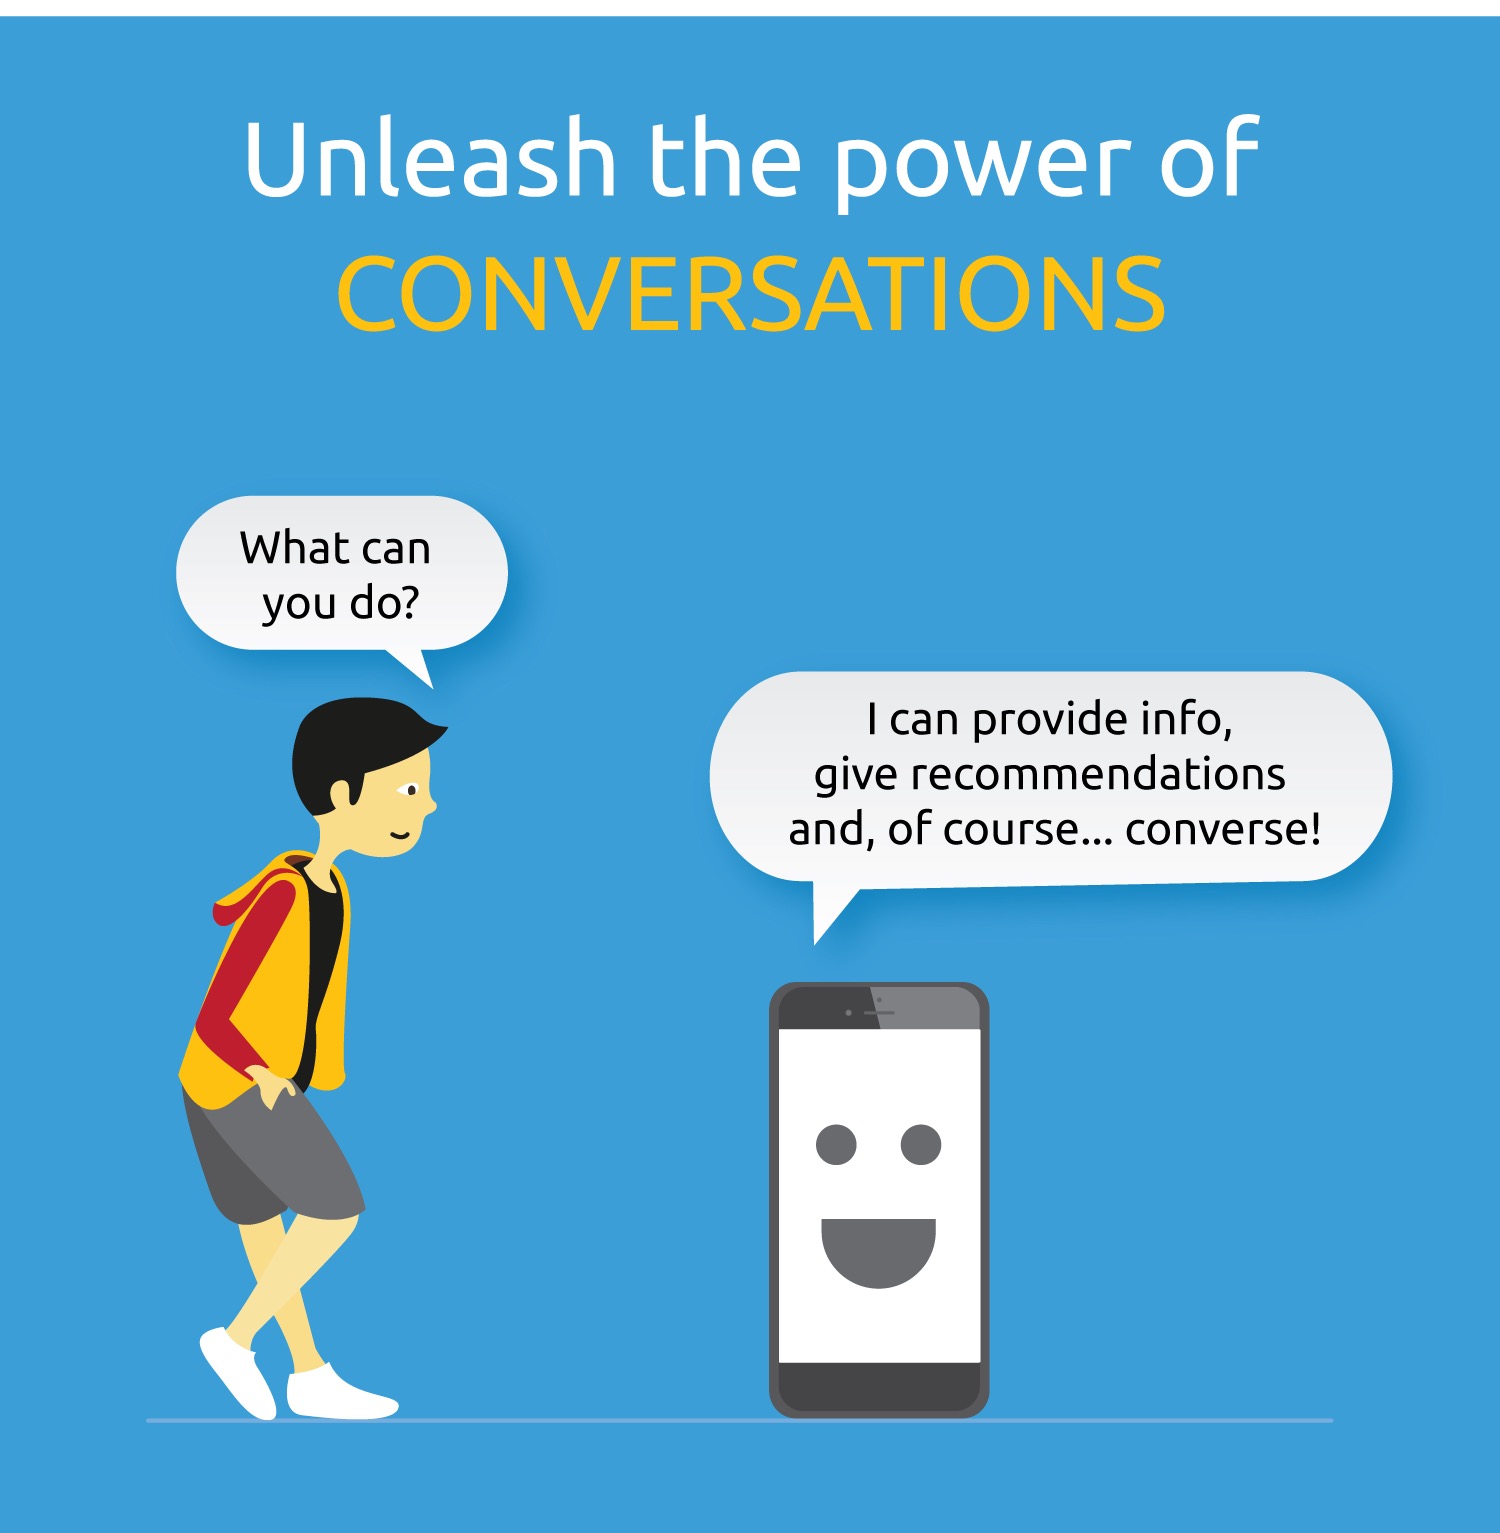 Unleash the power of
CONVERSATIONS
What can
you do?
I can provide info,
give recommendations
and, of course... converse!